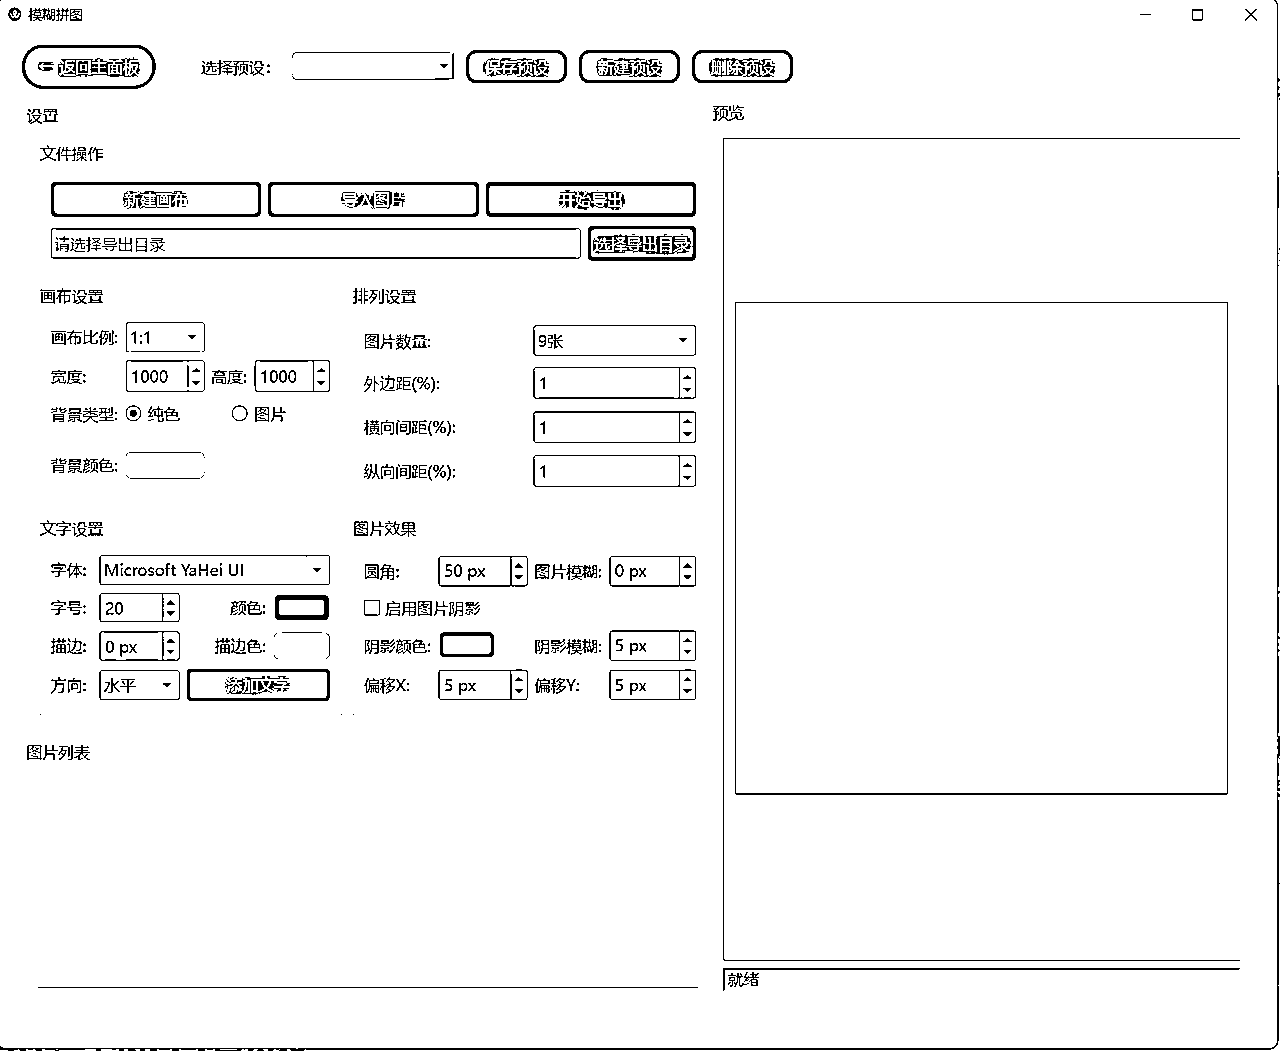 模糊拼图
返回主面板 选择预设: 保存预设 新建预设 删除预设
设置
预览
文件操作
新建画布 导入图片 开始导出
请选择导出目录 选择导出目录
画布设置 排列设置
画布比例: 1:1 图片数量: 9张
宽度: 1000 高度: 1000 外边距(%): 1
背景类型: 纯色 图片 横向间距(%): 1
背景颜色: 纵向间距(%): 1
文字设置 图片效果
字体: Microsoft YaHei UI 圆角: 50 px 图片模糊: 0 px
字号: 20 颜色: 启用图片阴影
描边: 0 px 描边色: 阴影颜色: 阴影模糊: 5 px
方向: 水平 添加文字 偏移X: 5 px 偏移Y: 5 px
图片列表
就绪